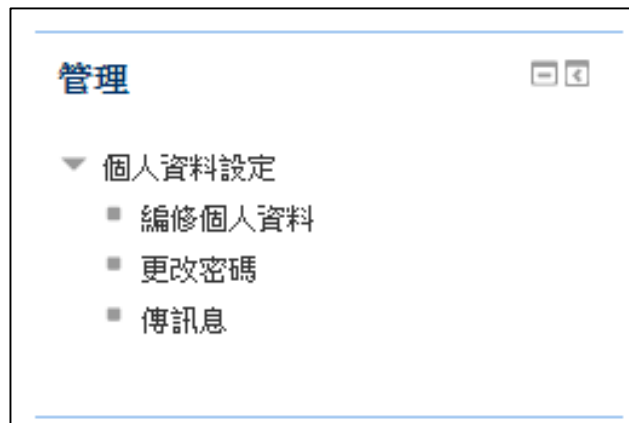 管理
個人資料設定
編修個人資料
更改密碼
傳訊息